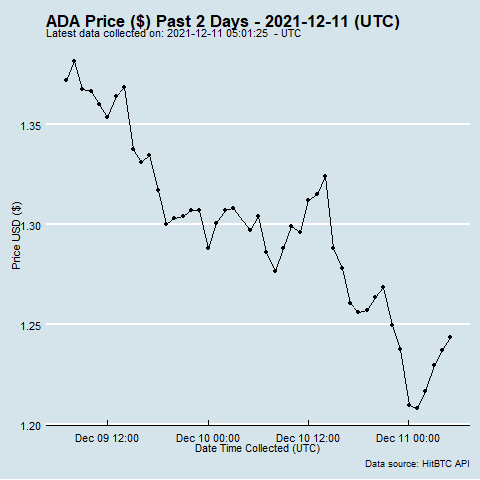 ADA Price ($) Past 2 Days - 2021-12-11 (UTC)
Latest data collected on: 2021-12-11 05:01:25  - UTC
1.35
1.30
1.25
1.20
Price USD ($)
Dec 09 12:00
Dec 10 00:00
Dec 10 12:00
Dec 11 00:00
Date Time Collected (UTC)
Data source: HitBTC API